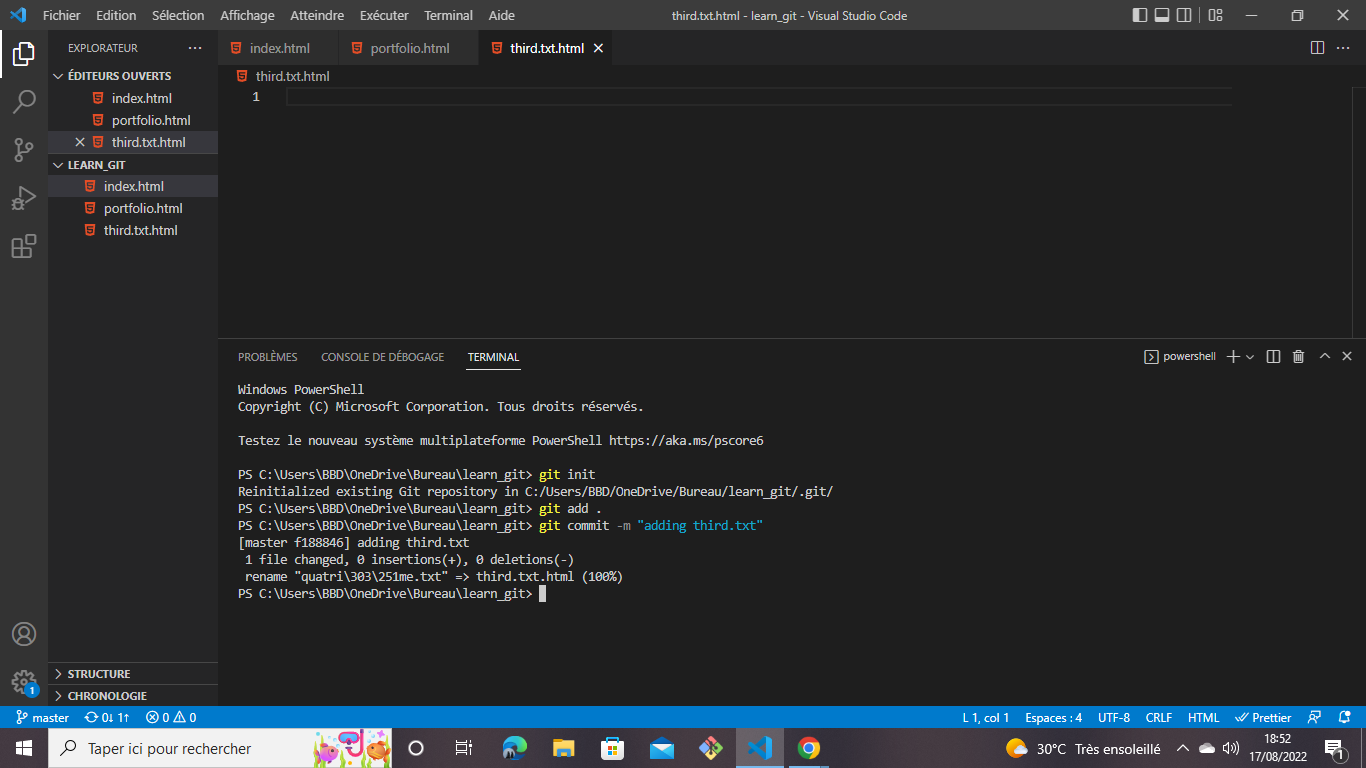 Fichier Edition Sélection Affichage Atteindre Exécuter Terminal Aide third.txt.html - learn_git - Visual Studio Code
EXPLORATEUR
index.html portfolio.html third.txt.html
ÉDITEURS OUVERTS
index.html
portfolio.html
third.txt.html
LEARN_GIT
index.html
portfolio.html
third.txt.html
third.txt.html
1
PROBLÈMES CONSOLE DE DÉBOGAGE TERMINAL powershell
Windows PowerShell
Copyright (C) Microsoft Corporation. Tous droits réservés.
Testez le nouveau système multiplateforme PowerShell https://aka.ms/pscore6
PS C:\Users\BBD\OneDrive\Bureau\learn_git> git init
Reinitialized existing Git repository in C:/Users/BBD/OneDrive/Bureau/learn_git/.git/
PS C:\Users\BBD\OneDrive\Bureau\learn_git> git add .
PS C:\Users\BBD\OneDrive\Bureau\learn_git> git commit -m "adding third.txt"
[master f188846] adding third.txt
1 file changed, 0 insertions(+), 0 deletions(-)
rename "quatri\303\251me.txt" => third.txt.html (100%)
PS C:\Users\BBD\OneDrive\Bureau\learn_git>
STRUCTURE
CHRONOLOGIE
1
master 0↓ 1↑ 0 0 L 1, col 1 Espaces : 4 UTF-8 CRLF HTML Prettier
Taper ici pour rechercher 30°C Très ensoleillé
18:52
17/08/2022
1